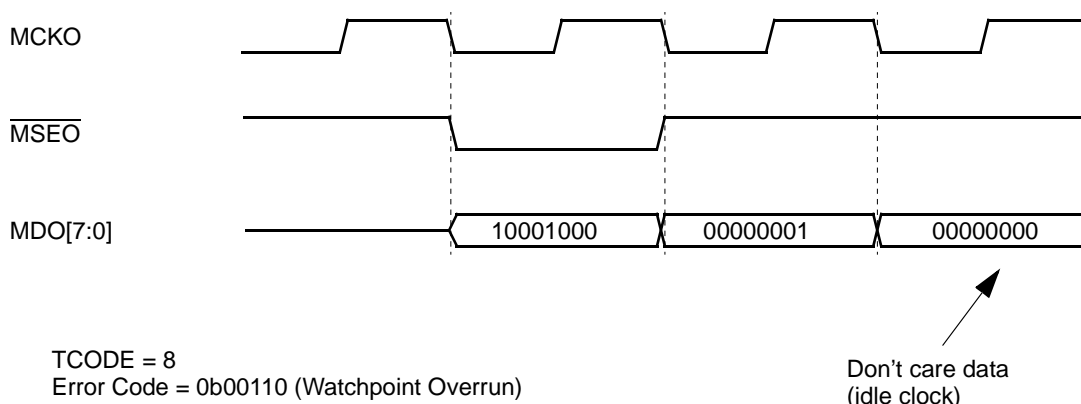 MCKO
MSEO
MDO[7:0]
10001000
00000001
00000000
TCODE = 8
Error Code = 0b00110 (Watchpoint Overrun)
Don't care data
(idle clock)